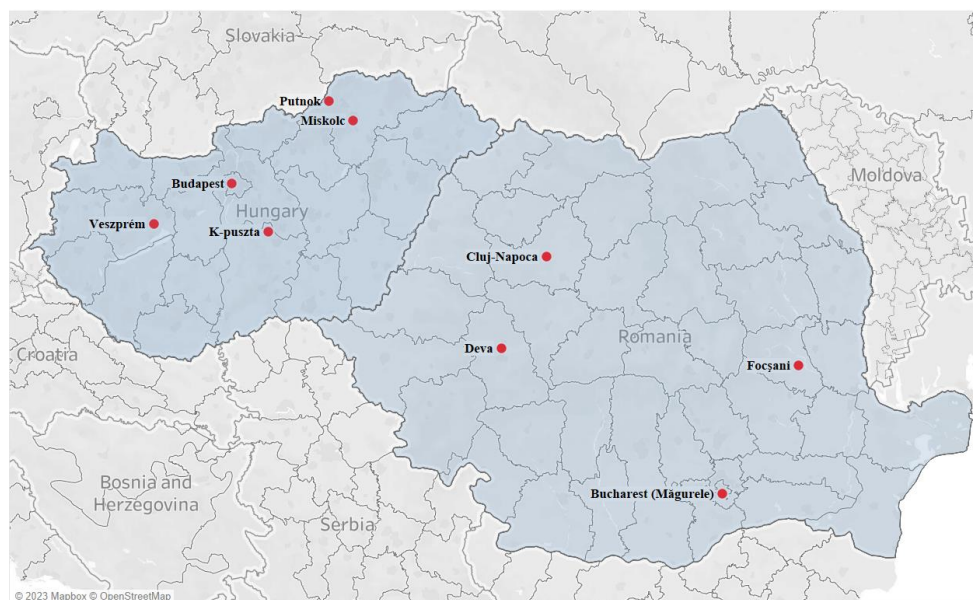 Slovakia
Putnok
Miskolc
Moldova
Budapest
Hungary
Veszprém
K-puszta
Cluj-Napoca
Romania
Deva
Croatia
Focșani
Bosnia and
Herzegovina
Bucharest (Măgurele)
Serbia
© 2023 Mapbox © OpenStreetMap